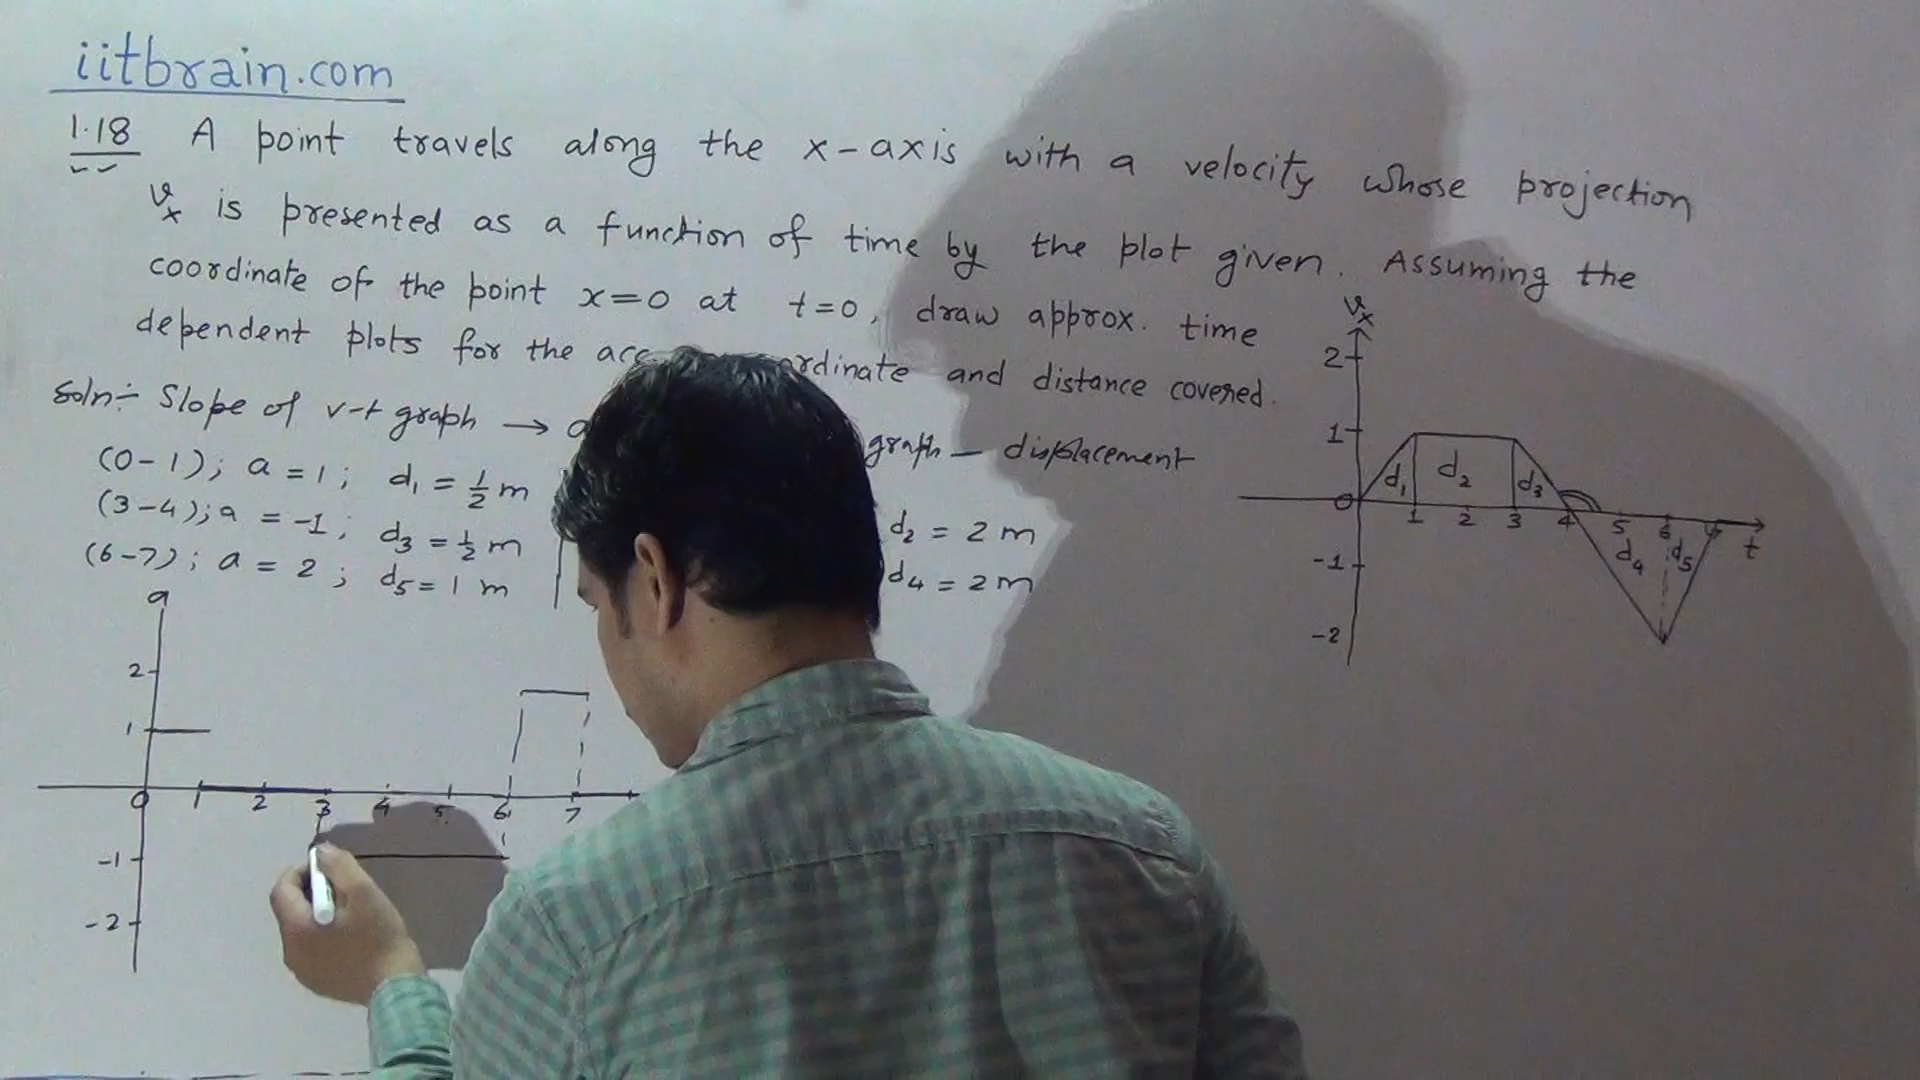 iitbrain.com
1.18 A point travels along the x-axis with a velocity whose projection
vx is presented as a function of time by the plot given. Assuming the
coordinate of the point x=0 at t=0, draw approx. time
dependent plots for the acc rdinate and distance covered.
Soln:- Slope of v-t graph → a graph — displacement
(0-1); a = 1; d1 = 1/2 m
(3-4); a = -1; d3 = 1/2 m d2 = 2 m
(6-7); a = 2; d5 = 1 m d4 = 2 m
vx
2
1
0 1 2 3 4 5 6 t
-1
-2
d1 d2 d3 d4 d5
a
2
1
0 1 2 3 4 5 6 7
-1
-2